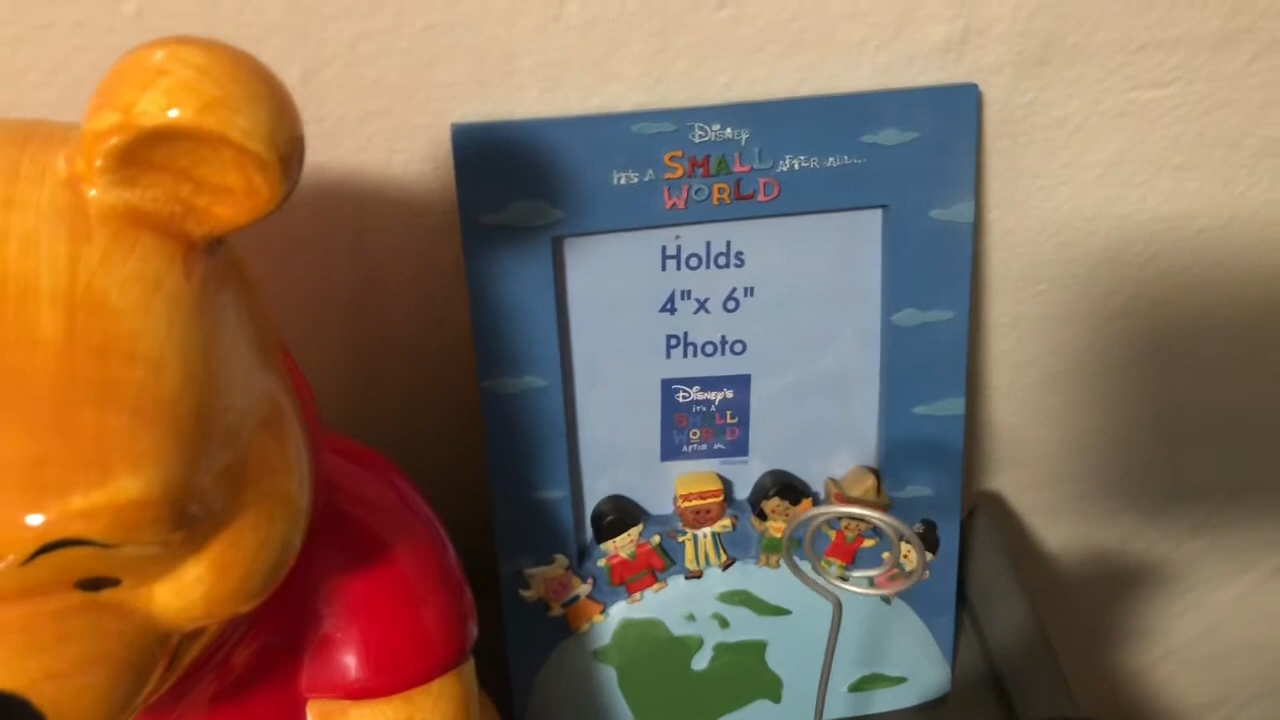 Disney
IT'S A SMALL AFTER ALL...
WORLD
Holds
4"x 6"
Photo
Disney's
IT'S A
SMALL
WORLD
AFTER ALL